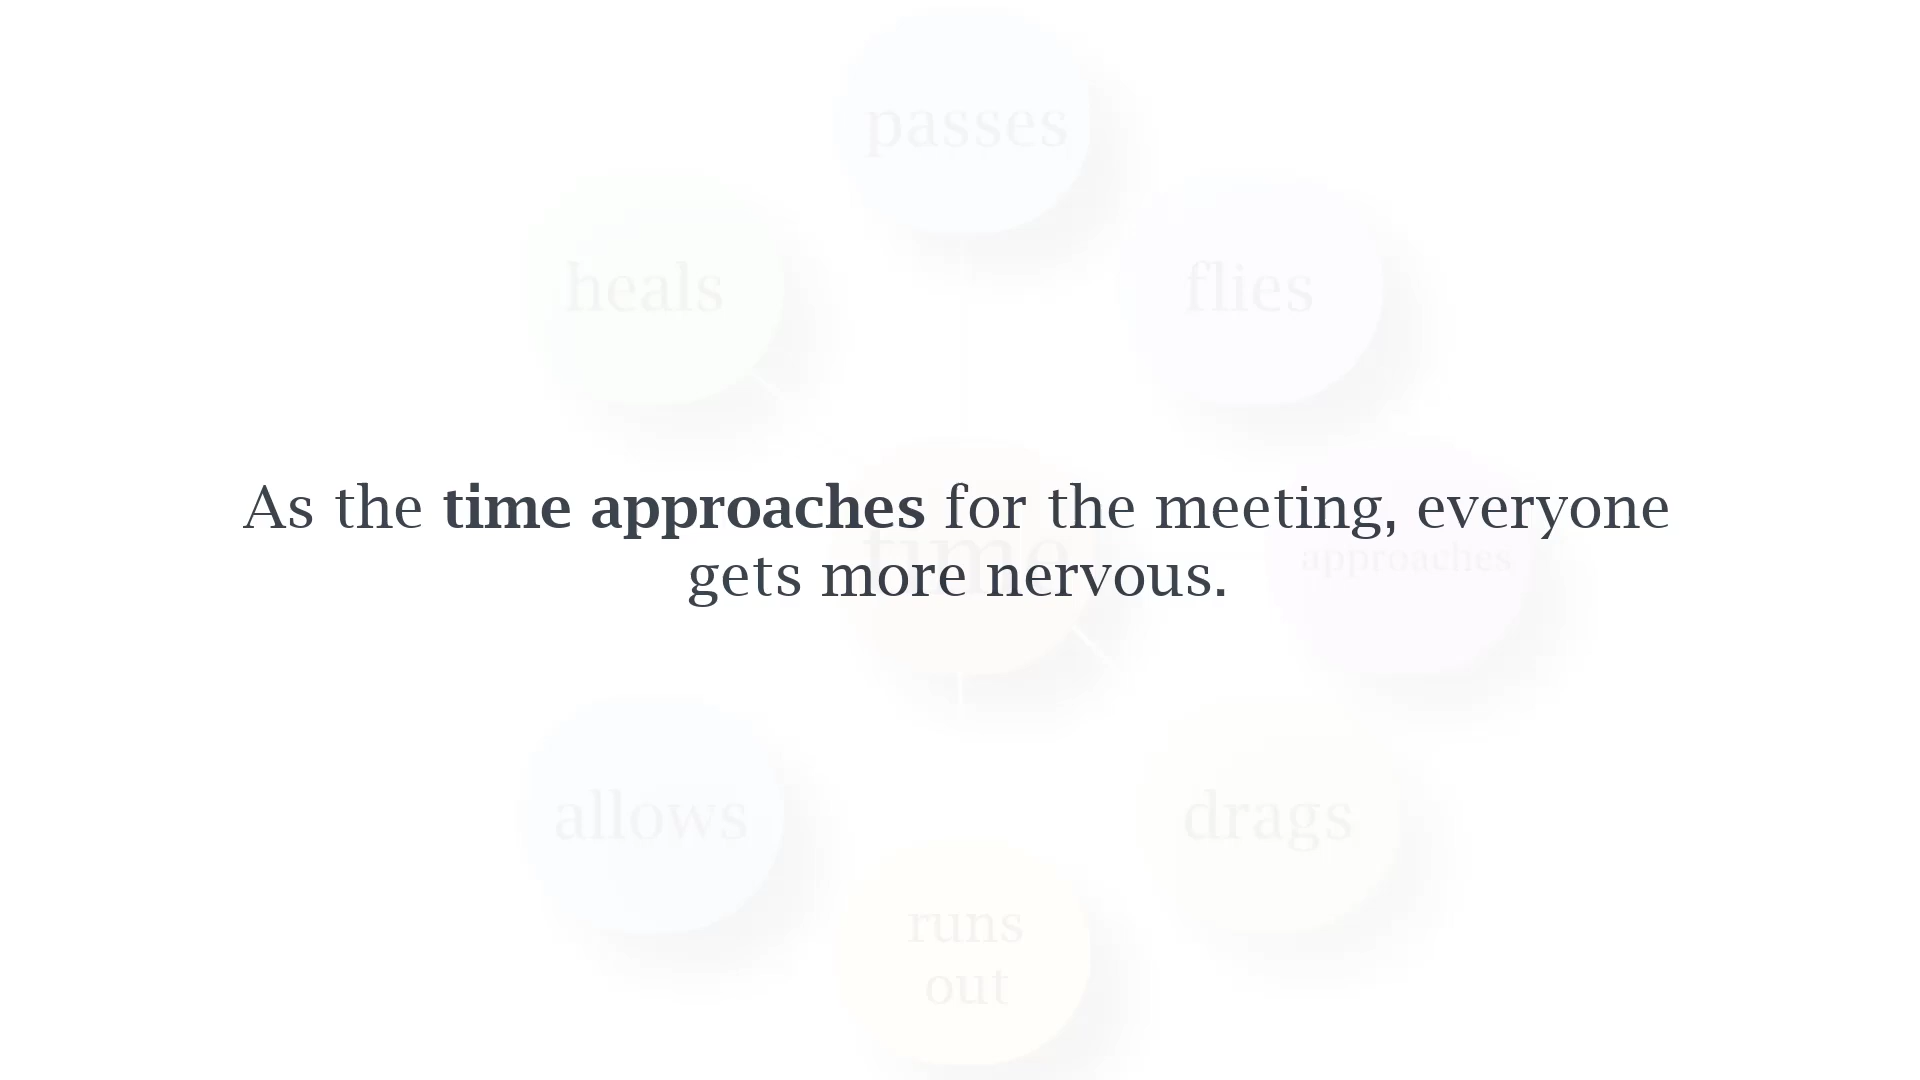 passes
heals
flies
As the time approaches for the meeting, everyone
time
approaches
gets more nervous.
allows
drags
runs
out